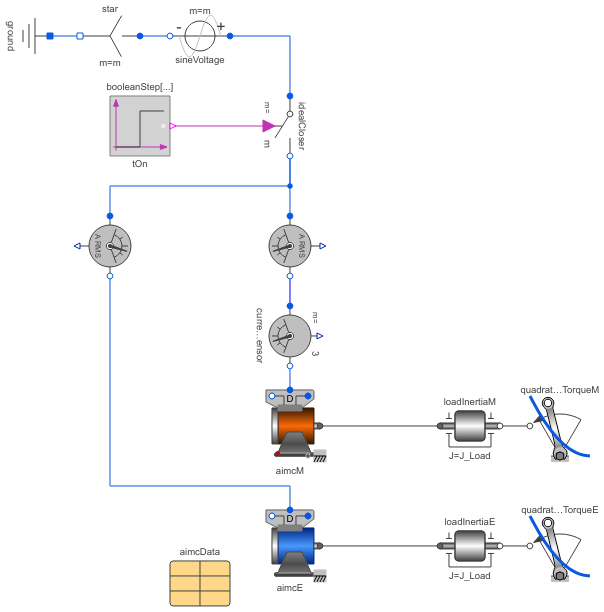 star
m=m
ground
m=m
- +
sineVoltage
booleanStep[...]
tOn
m=
m
idealCloser
A RMS
A RMS
curre...ensor
m=
3
D
aimcM
loadInertiaM
J=J_Load
quadrat...TorqueM
D
aimcE
loadInertiaE
J=J_Load
quadrat...TorqueE
aimcData